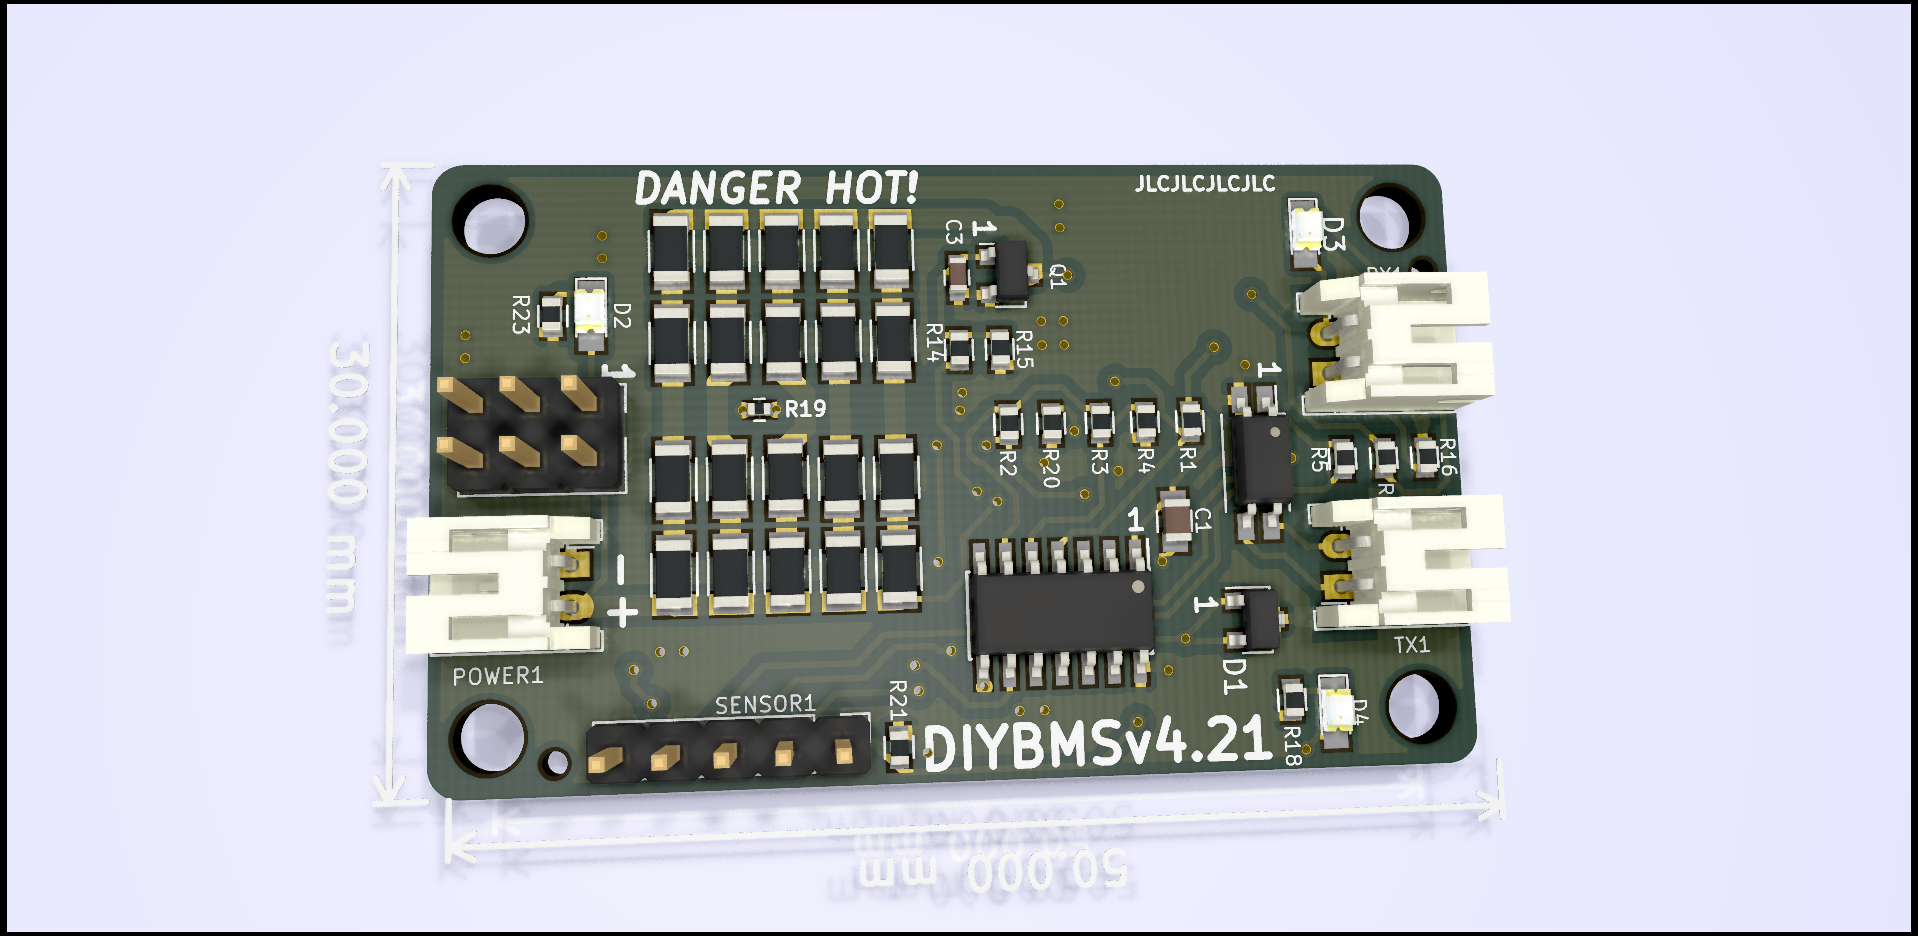 DANGER HOT!
JLCJLCJLCJLC
C3
1
Q1
D3
R23
D2
1
R14
R15
R19
1
R2
R20
R3
R4
R1
R5
R16
1
C1
-
+
1
D1
POWER1
TX1
SENSOR1
R21
DIYBMSv4.21
R18
D4
30.000 mm
50.000 mm